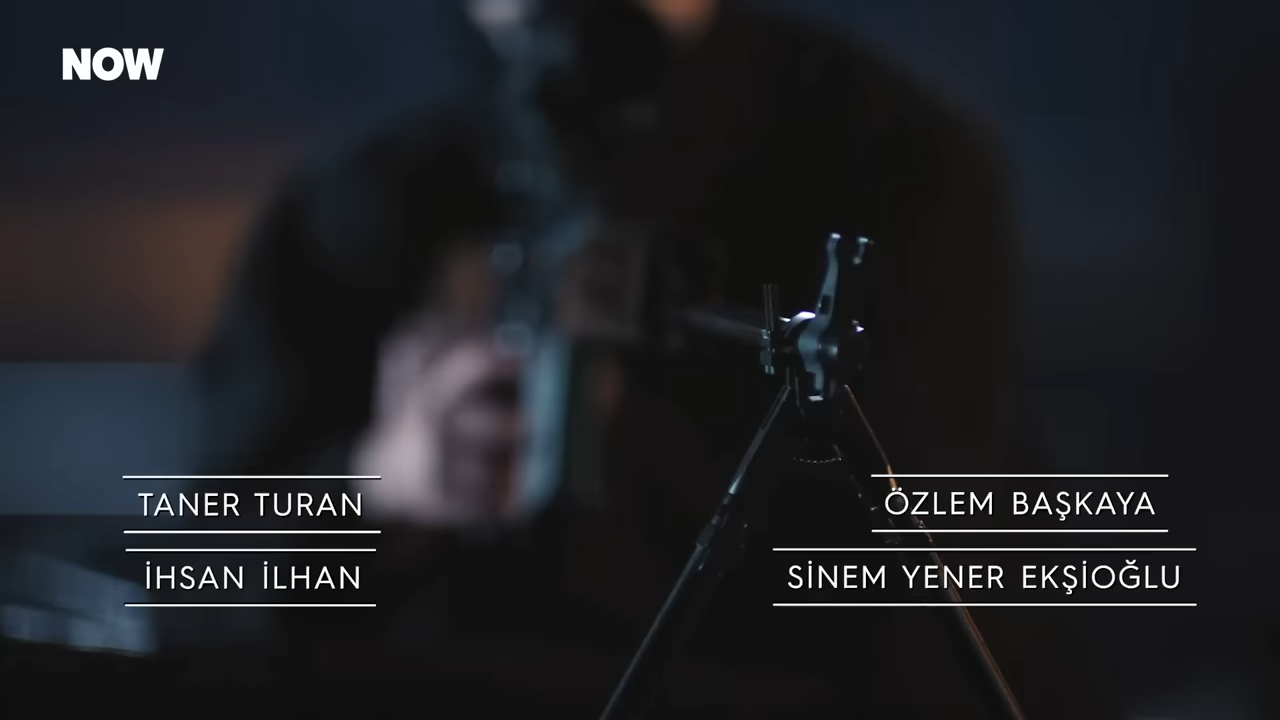 NOW
TANER TURAN
İHSAN İLHAN
ÖZLEM BAŞKAYA
SİNEM YENER EKŞİOĞLU